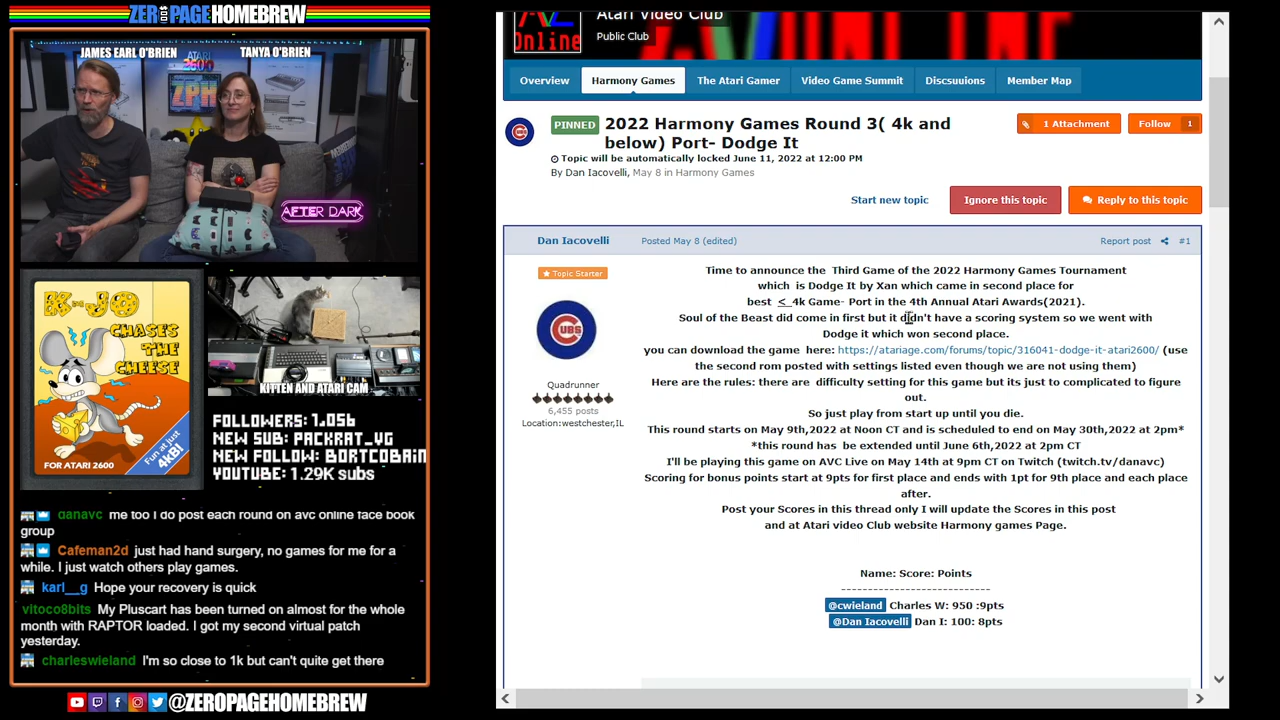 ZEROPAGEHOMEBREW
JAMES EARL O'BRIEN
TANYA O'BRIEN
ATARI
2600
ZPH
AFTER DARK
K-JO
CHASES
THE
CHEESE
Fun at just
4kB!
FOR ATARI 2600
KITTEN AND ATARI CAM
FOLLOWERS: 1,056
NEW SUB: PACKRAT_VG
NEW FOLLOW: BORTCOBAIN
YOUTUBE: 1.29K subs
danavc me too I do post each round on avc online face book
group
Cafeman2d just had hand surgery, no games for me for a
while. I just watch others play games.
karl__g Hope your recovery is quick
vitoco8bits My Pluscart has been turned on almost for the whole
month with RAPTOR loaded. I got my second virtual patch
yesterday.
charleswieland I'm so close to 1k but can't quite get there
@ZEROPAGEHOMEBREW
Online
Atari Video Club
Public Club
Overview
Harmony Games
The Atari Gamer
Video Game Summit
Discsuuions
Member Map
PINNED 2022 Harmony Games Round 3( 4k and
below) Port- Dodge It
Topic will be automatically locked June 11, 2022 at 12:00 PM
By Dan Iacovelli, May 8 in Harmony Games
1 Attachment
Follow 1
Start new topic
Ignore this topic
Reply to this topic
Dan Iacovelli
Posted May 8 (edited)
Report post
#1
Topic Starter
CUBS
Quadrunner
6,455 posts
Location:westchester,IL
Time to announce the Third Game of the 2022 Harmony Games Tournament
which is Dodge It by Xan which came in second place for
best <_4k Game- Port in the 4th Annual Atari Awards(2021).
Soul of the Beast did come in first but it didn't have a scoring system so we went with
Dodge it which won second place.
you can download the game here: https://atariage.com/forums/topic/316041-dodge-it-atari2600/ (use
the second rom posted with settings listed even though we are not using them)
Here are the rules: there are difficulty setting for this game but its just to complicated to figure
out.
So just play from start up until you die.
This round starts on May 9th,2022 at Noon CT and is scheduled to end on May 30th,2022 at 2pm*
*this round has be extended until June 6th,2022 at 2pm CT
I'll be playing this game on AVC Live on May 14th at 9pm CT on Twitch (twitch.tv/danavc)
Scoring for bonus points start at 9pts for first place and ends with 1pt for 9th place and each place
after.
Post your Scores in this thread only I will update the Scores in this post
and at Atari video Club website Harmony games Page.
Name: Score: Points
---------------------------
@cwieland Charles W: 950 :9pts
@Dan Iacovelli Dan I: 100: 8pts